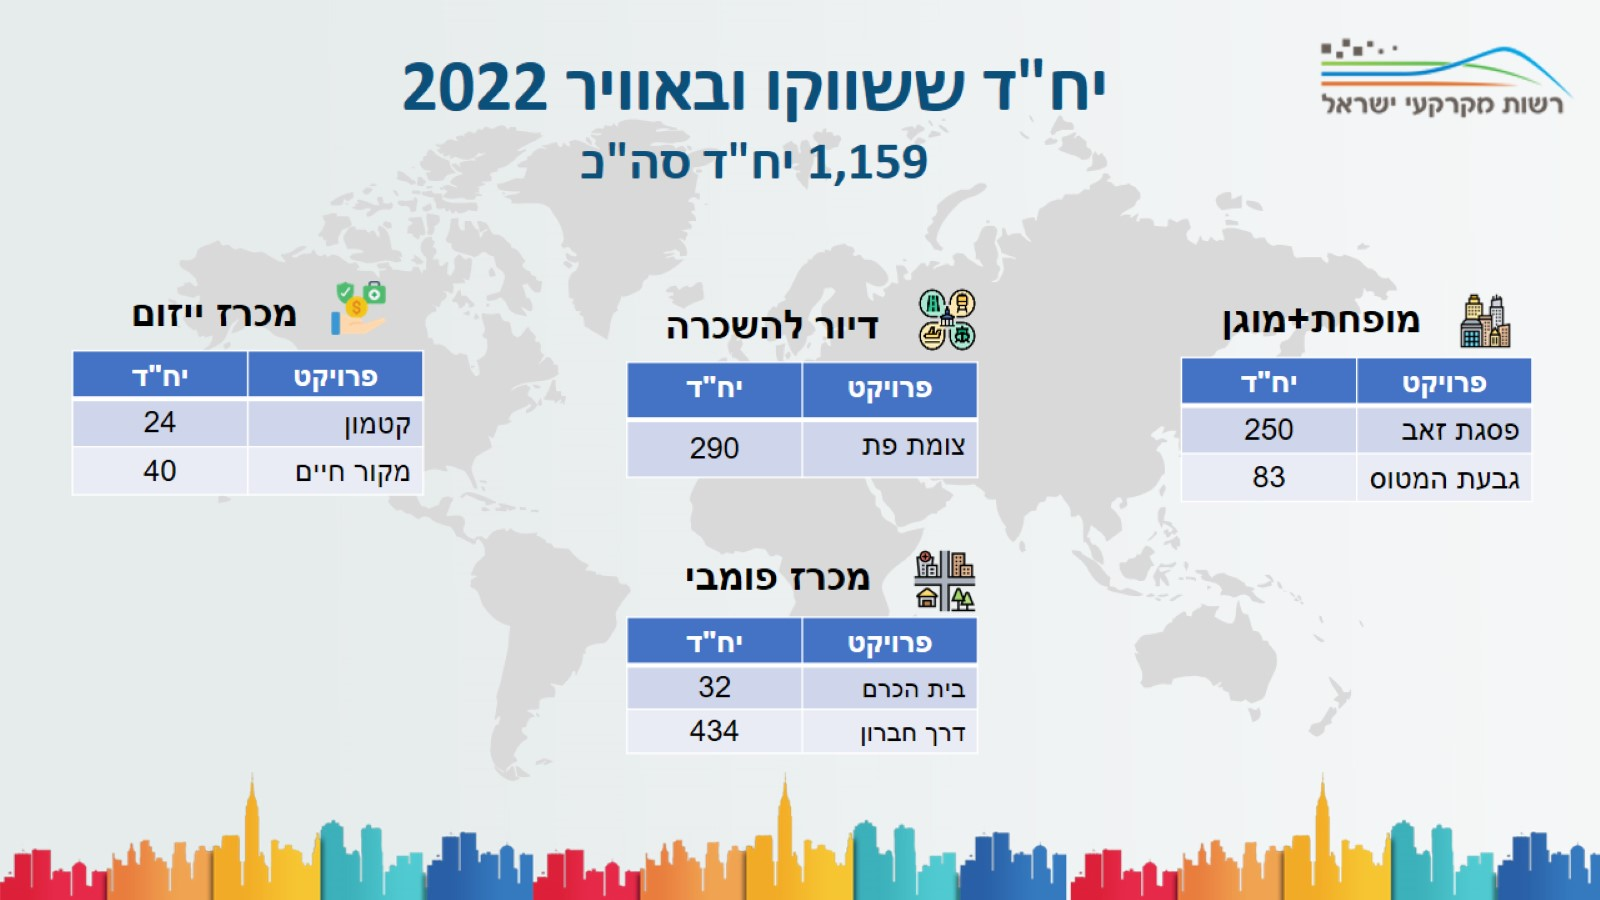 יח"ד ששווקו ובאוויר 2022
1,159 יח"ד סה"כ
רשות מקרקעי ישראל
מופחת+מוגן
פרויקט יח"ד
פסגת זאב 250
גבעת המטוס 83
דיור להשכרה
פרויקט יח"ד
צומת פת 290
מכרז ייזום
פרויקט יח"ד
קטמון 24
מקור חיים 40
מכרז פומבי
פרויקט יח"ד
בית הכרם 32
דרך חברון 434